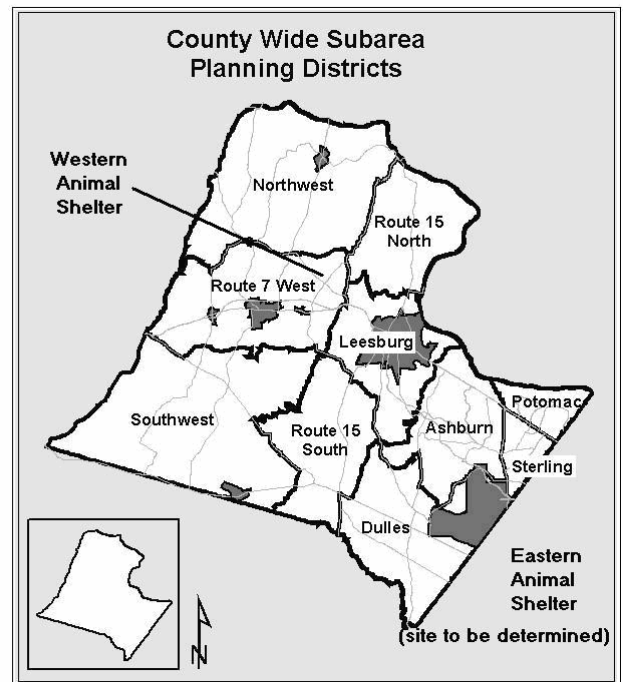 County Wide Subarea
Planning Districts
Western
Animal
Shelter
Northwest
Route 15
North
Route 7 West
Leesburg
Potomac
Southwest
Route 15
South
Ashburn
Sterling
Dulles
Eastern
Animal
Shelter
(site to be determined)
N